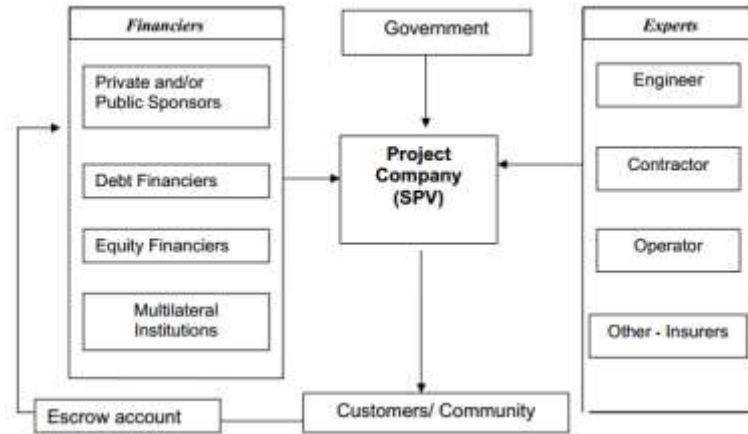 Financiers
Private and/or
Public Sponsors
Debt Financiers
Equity Financiers
Multilateral
Institutions
Escrow account
Government
Project
Company
(SPV)
Customers/ Community
Experts
Engineer
Contractor
Operator
Other - Insurers